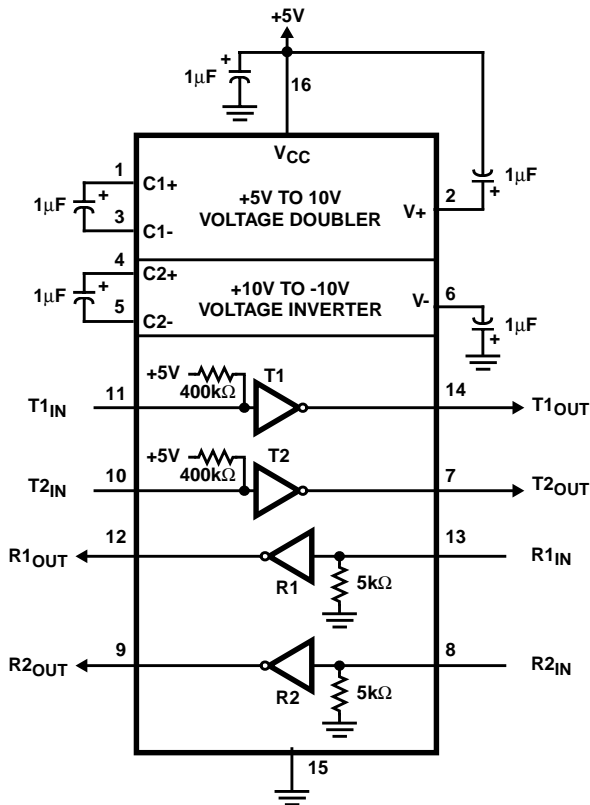 +5V
1μF
+
16
VCC
1
C1+
+5V TO 10V
VOLTAGE DOUBLER
2
V+
1μF
+
1μF
+
3
C1-
4
C2+
+10V TO -10V
VOLTAGE INVERTER
V-
6
1μF
+
1μF
+
5
C2-
+5V
400kΩ
T1
T1IN
11
14
T1OUT
+5V
400kΩ
T2
T2IN
10
7
T2OUT
R1OUT
12
13
R1IN
R1
5kΩ
R2OUT
9
8
R2IN
R2
5kΩ
15